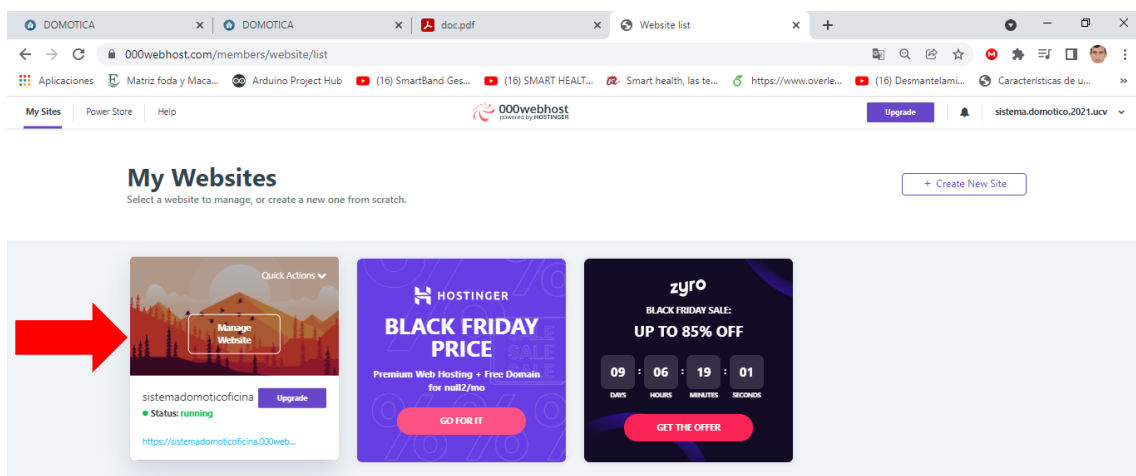 DOMOTICA
DOMOTICA
doc.pdf
Website list
000webhost.com/members/website/list
Aplicaciones
Matriz foda y Maca...
Arduino Project Hub
(16) SmartBand Ges...
(16) SMART HEALT...
Smart health, las te...
https://www.overle...
(16) Desmantelami...
Características de u...
»
My Sites
Power Store
Help
000webhost
powered by HOSTINGER
Upgrade
sistema.domotico.2021.ucv
My Websites
Select a website to manage, or create a new one from scratch.
+ Create New Site
Quick Actions
Manage
Website
sistemadomoticoficina
Upgrade
Status: running
https://sistemadomoticoficina.000web...
HOSTINGER
BLACK FRIDAY
PRICE
Premium Web Hosting + Free Domain
for null2/mo
GO FOR IT
SALE
SALE
SALE
zyro
BLACK FRIDAY SALE:
UP TO 85% OFF
09 : 06 : 19 : 01
DAYS HOURS MINUTES SECONDS
GET THE OFFER